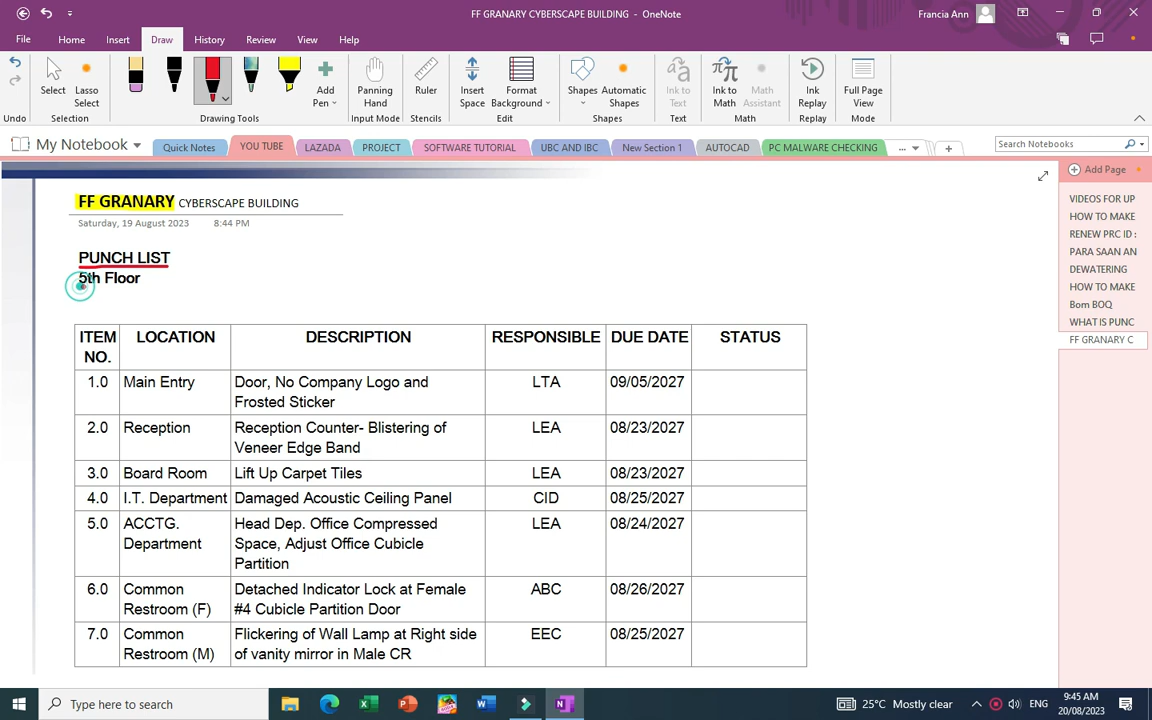 FF GRANARY CYBERSCAPE BUILDING - OneNote
Francia Ann
File Home Insert Draw History Review View Help
Select
Lasso Select
Add Pen
Panning Hand
Ruler
Insert Space
Format Background
Shapes
Automatic Shapes
Ink to Text
Ink to Math
Math Assistant
Ink Replay
Full Page View
Undo
Selection
Drawing Tools
Input Mode
Stencils
Edit
Shapes
Text
Math
Replay
Mode
My Notebook
Quick Notes
YOU TUBE
LAZADA
PROJECT
SOFTWARE TUTORIAL
UBC AND IBC
New Section 1
AUTOCAD
PC MALWARE CHECKING
...
Search Notebooks
Add Page
VIDEOS FOR UP
HOW TO MAKE
RENEW PRC ID :
PARA SAAN AN
DEWATERING
HOW TO MAKE
Bom BOQ
WHAT IS PUNC
FF GRANARY C
FF GRANARY CYBERSCAPE BUILDING
Saturday, 19 August 2023 8:44 PM
PUNCH LIST
5th Floor
ITEM NO. LOCATION DESCRIPTION RESPONSIBLE DUE DATE STATUS
1.0 Main Entry Door, No Company Logo and LTA 09/05/2027
Frosted Sticker
2.0 Reception Reception Counter- Blistering of LEA 08/23/2027
Veneer Edge Band
3.0 Board Room Lift Up Carpet Tiles LEA 08/23/2027
4.0 I.T. Department Damaged Acoustic Ceiling Panel CID 08/25/2027
5.0 ACCTG. Head Dep. Office Compressed LEA 08/24/2027
Department Space, Adjust Office Cubicle
Partition
6.0 Common Detached Indicator Lock at Female ABC 08/26/2027
Restroom (F) #4 Cubicle Partition Door
7.0 Common Flickering of Wall Lamp at Right side EEC 08/25/2027
Restroom (M) of vanity mirror in Male CR
Type here to search
25°C Mostly clear
ENG
9:45 AM
20/08/2023